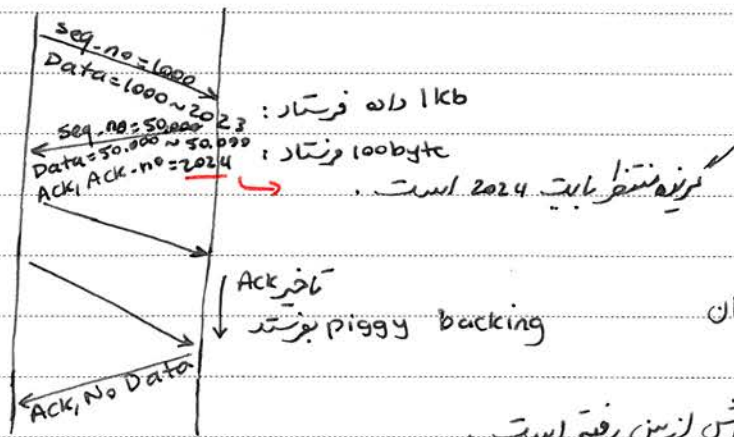 seq-no=1000
Data=1000~2023 : 1kb داده فرستاد
seq-no=50.000
Data=50.000~50.099 : 100byte فرستاد
Ack, Ack-no=2024
گیرنده منتظر بایت 2024 است.
تاخیر Ack
piggy backing بفرستد
ان
Ack, No Data
از بین رفته است